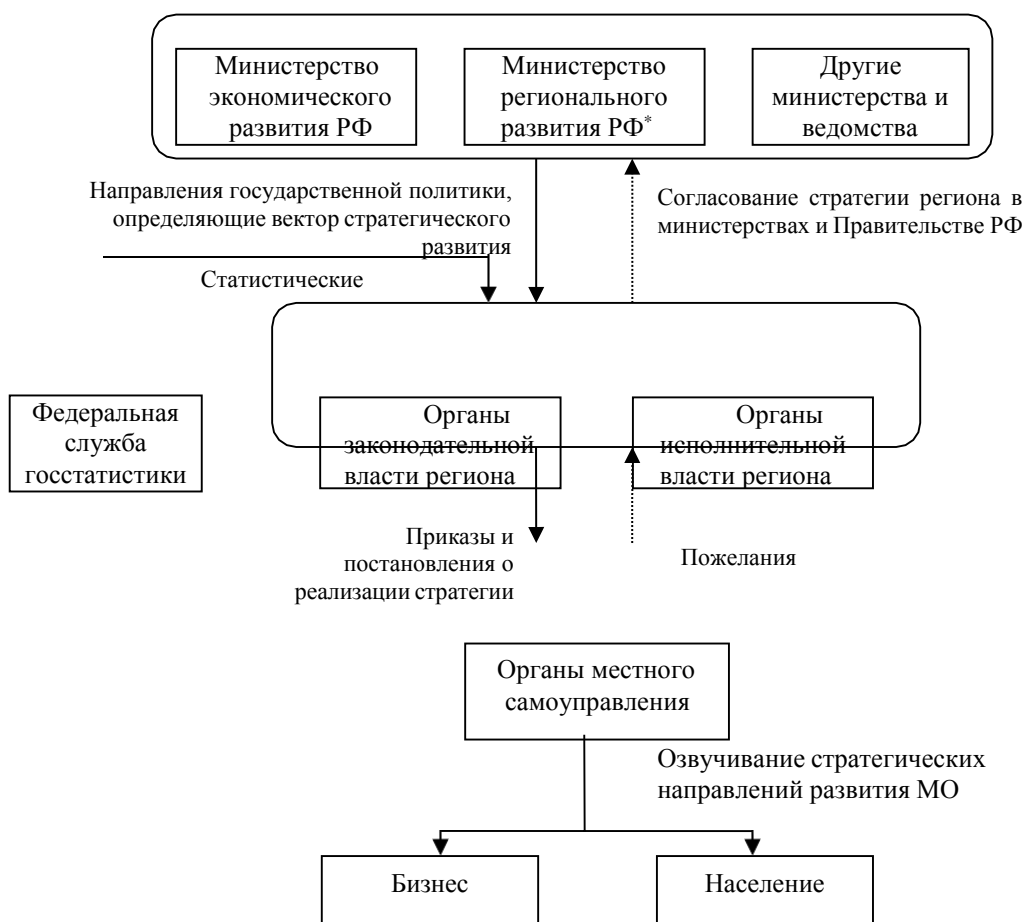 Министерство
экономического
развития РФ
Министерство
регионального
развития РФ*
Другие
министерства и
ведомства
Направления государственной политики,
определяющие вектор стратегического
развития
Согласование стратегии региона в
министерствах и Правительстве РФ
Статистические
Федеральная
служба
госстатистики
Органы
законодательной
власти региона
Органы
исполнительной
власти региона
Приказы и
постановления о
реализации стратегии
Пожелания
Органы местного
самоуправления
Озвучивание стратегических
направлений развития МО
Бизнес
Население